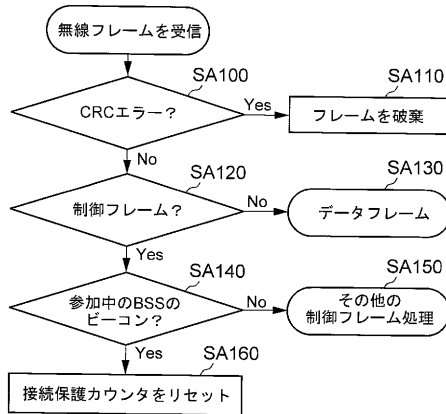 無線フレームを受信
SA100
CRCエラー?
Yes
SA110
フレームを破棄
No
SA120
制御フレーム?
No
SA130
データフレーム
Yes
SA140
参加中のBSSの
ビーコン?
No
SA150
その他の
制御フレーム処理
Yes
SA160
接続保護カウンタをリセット